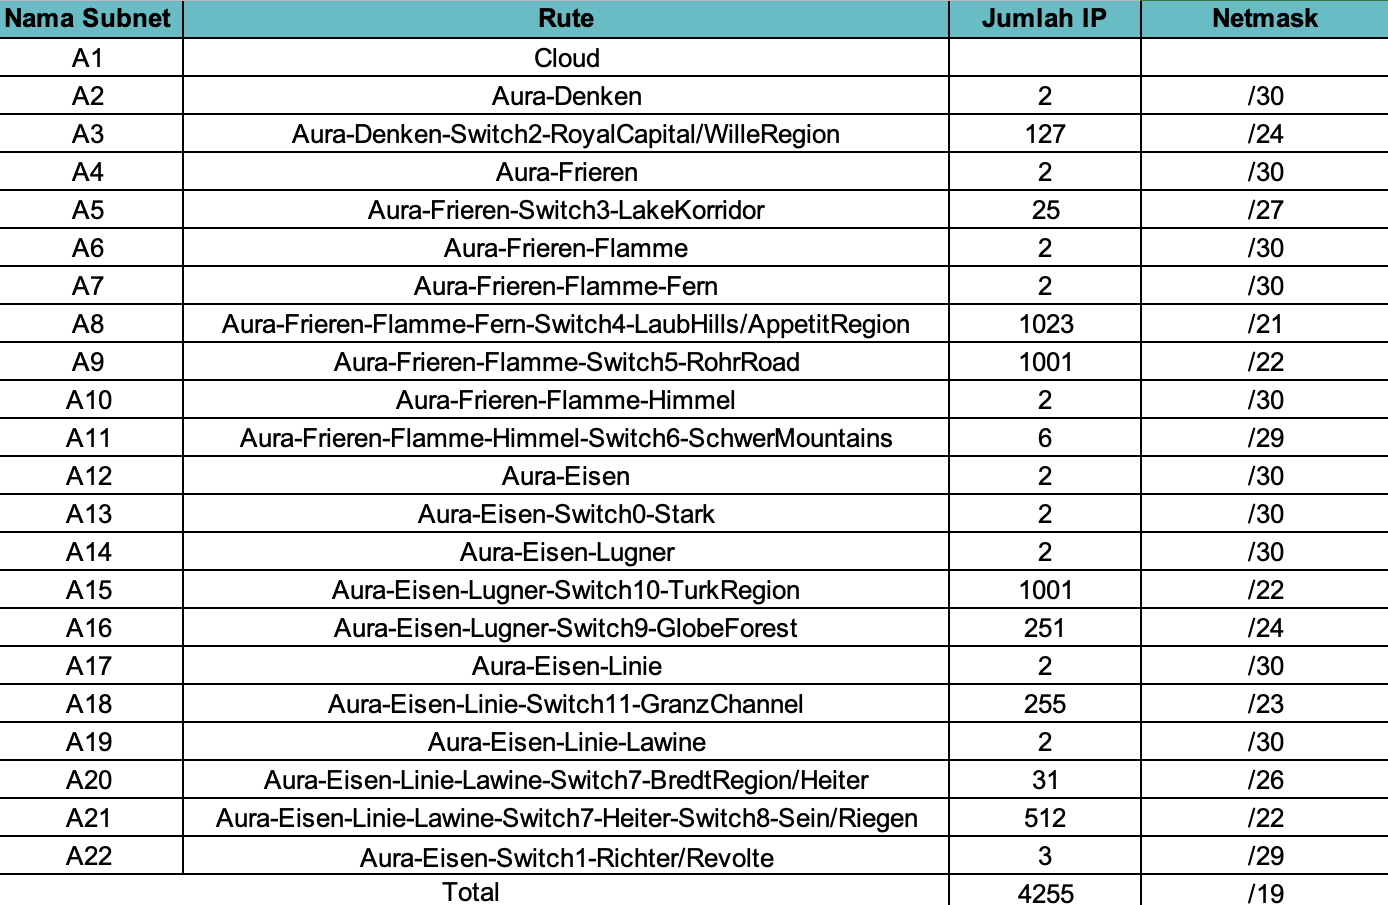 Nama Subnet Rute Jumlah IP Netmask
A1 Cloud
A2 Aura-Denken 2 /30
A3 Aura-Denken-Switch2-RoyalCapital/WilleRegion 127 /24
A4 Aura-Frieren 2 /30
A5 Aura-Frieren-Switch3-LakeKorridor 25 /27
A6 Aura-Frieren-Flamme 2 /30
A7 Aura-Frieren-Flamme-Fern 2 /30
A8 Aura-Frieren-Flamme-Fern-Switch4-LaubHills/AppetitRegion 1023 /21
A9 Aura-Frieren-Flamme-Switch5-RohrRoad 1001 /22
A10 Aura-Frieren-Flamme-Himmel 2 /30
A11 Aura-Frieren-Flamme-Himmel-Switch6-SchwerMountains 6 /29
A12 Aura-Eisen 2 /30
A13 Aura-Eisen-Switch0-Stark 2 /30
A14 Aura-Eisen-Lugner 2 /30
A15 Aura-Eisen-Lugner-Switch10-TurkRegion 1001 /22
A16 Aura-Eisen-Lugner-Switch9-GlobeForest 251 /24
A17 Aura-Eisen-Linie 2 /30
A18 Aura-Eisen-Linie-Switch11-GranzChannel 255 /23
A19 Aura-Eisen-Linie-Lawine 2 /30
A20 Aura-Eisen-Linie-Lawine-Switch7-BredtRegion/Heiter 31 /26
A21 Aura-Eisen-Linie-Lawine-Switch7-Heiter-Switch8-Sein/Riegen 512 /22
A22 Aura-Eisen-Switch1-Richter/Revolte 3 /29
Total 4255 /19